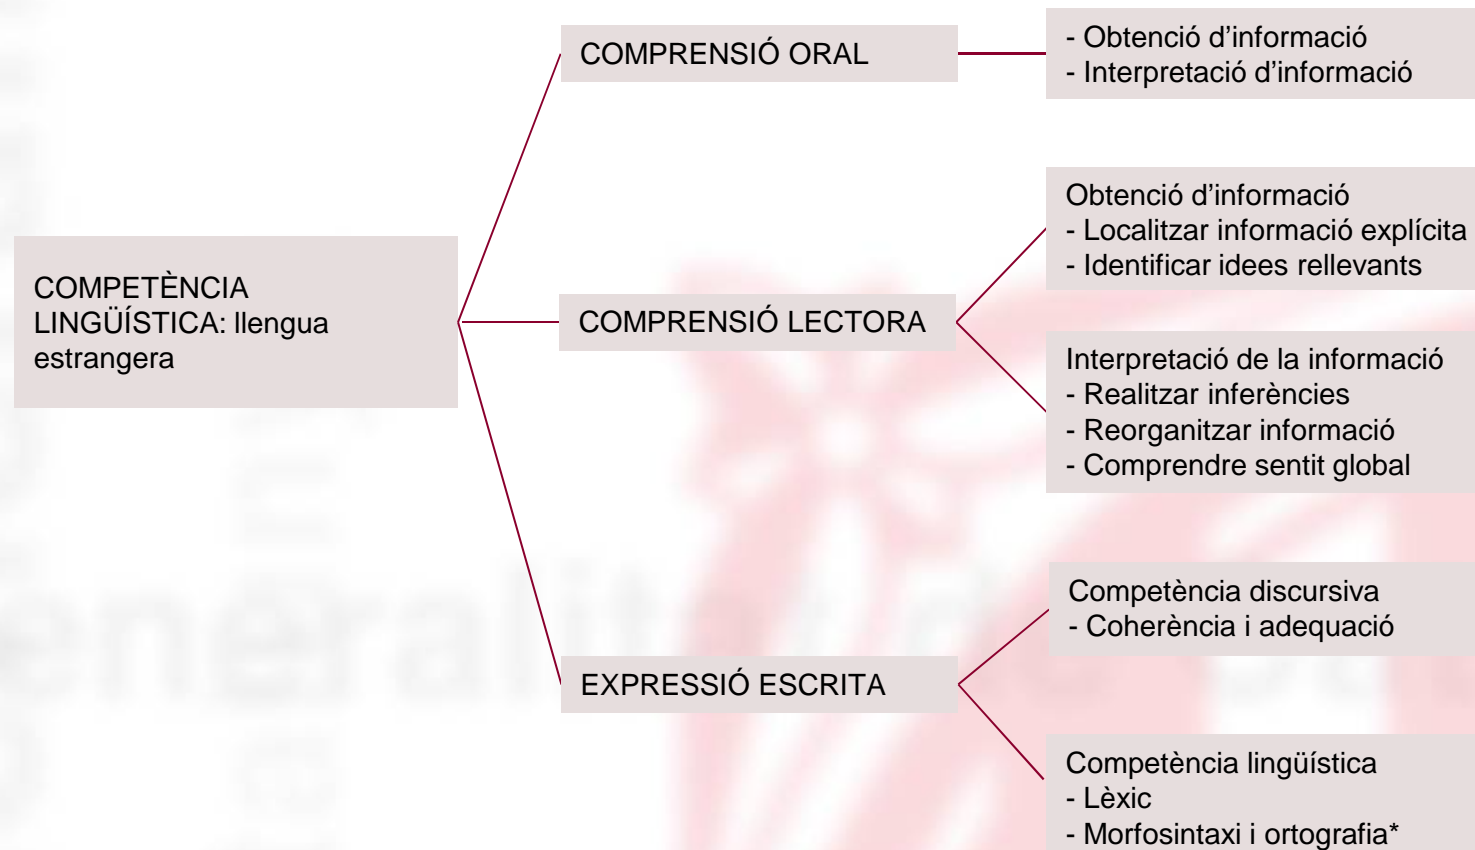 COMPRENSIÓ ORAL
- Obtenció d’informació
- Interpretació d’informació
COMPETÈNCIA
LINGÜÍSTICA: llengua
estrangera
COMPRENSIÓ LECTORA
Obtenció d’informació
- Localitzar informació explícita
- Identificar idees rellevants
Interpretació de la informació
- Realitzar inferències
- Reorganitzar informació
- Comprendre sentit global
EXPRESSIÓ ESCRITA
Competència discursiva
- Coherència i adequació
Competència lingüística
- Lèxic
- Morfosintaxi i ortografia*